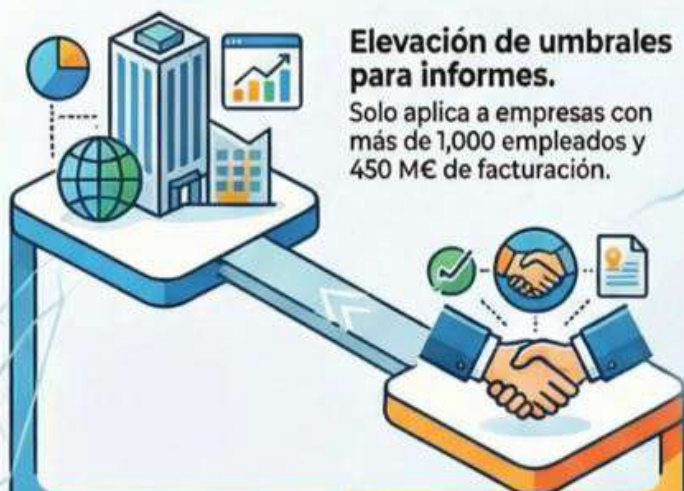 Elevación de umbrales
para informes.
Solo aplica a empresas con
más de 1,000 empleados y
450 M€ de facturación.